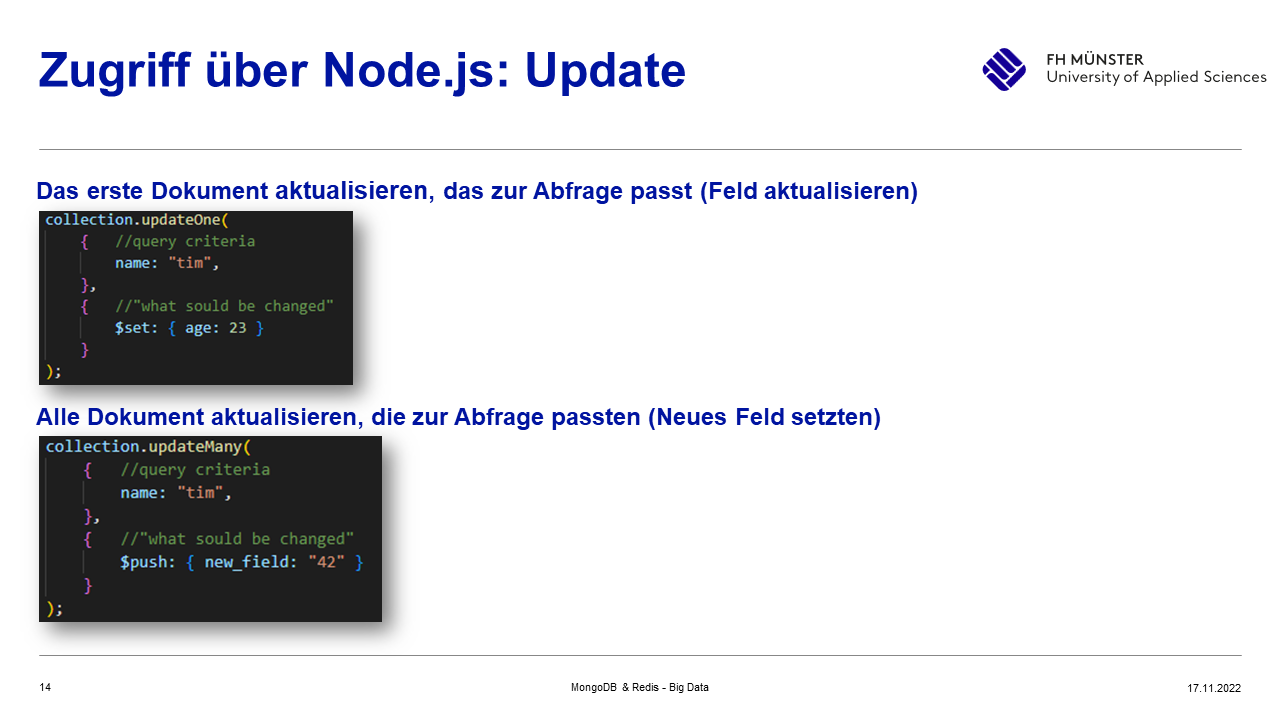 Zugriff über Node.js: Update
FH MÜNSTER
University of Applied Sciences
Das erste Dokument aktualisieren, das zur Abfrage passt (Feld aktualisieren)
collection.updateOne(
{ //query criteria
name: "tim",
},
{ //"what sould be changed"
$set: { age: 23 }
}
);
Alle Dokument aktualisieren, die zur Abfrage passten (Neues Feld setzten)
collection.updateMany(
{ //query criteria
name: "tim",
},
{ //"what sould be changed"
$push: { new_field: "42" }
}
);
14
MongoDB & Redis - Big Data
17.11.2022